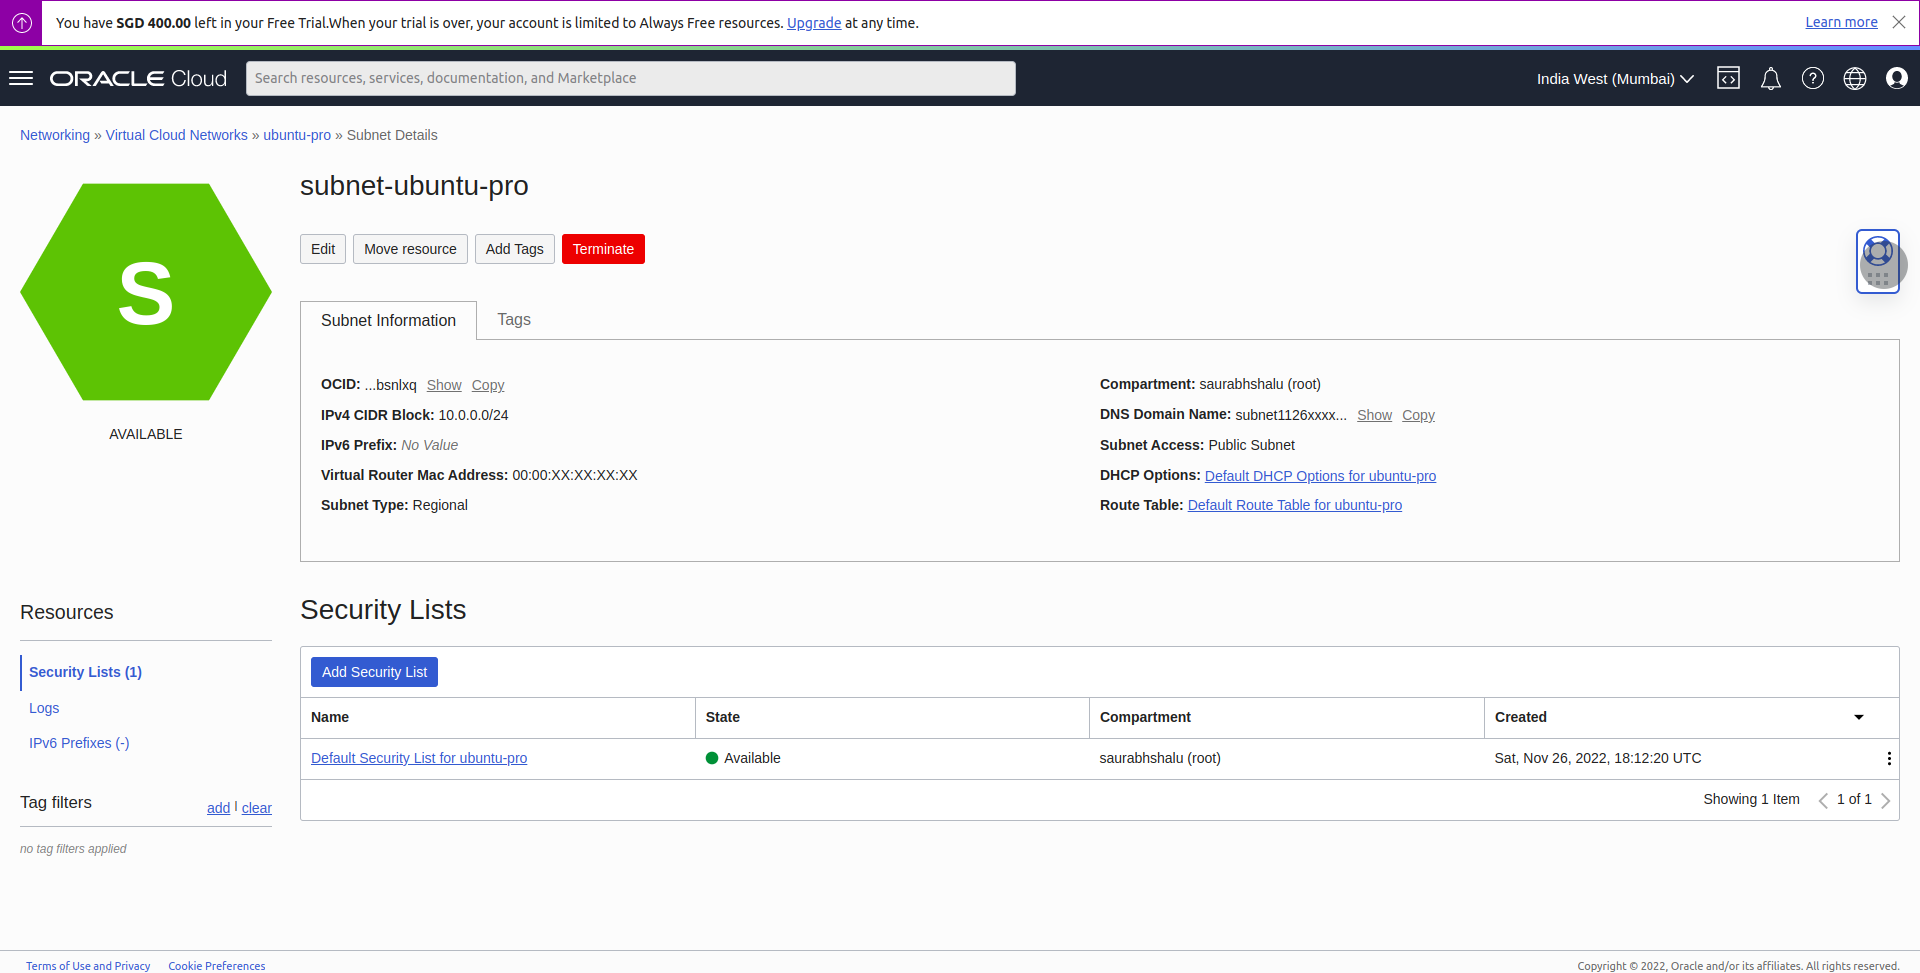 You have SGD 400.00 left in your Free Trial.When your trial is over, your account is limited to Always Free resources. Upgrade at any time.
Learn more
ORACLE Cloud
Search resources, services, documentation, and Marketplace
India West (Mumbai)
Networking » Virtual Cloud Networks » ubuntu-pro » Subnet Details
S
AVAILABLE
subnet-ubuntu-pro
Edit
Move resource
Add Tags
Terminate
Subnet Information
Tags
OCID: ...bsnlxq Show Copy
IPv4 CIDR Block: 10.0.0.0/24
IPv6 Prefix: No Value
Virtual Router Mac Address: 00:00:XX:XX:XX:XX
Subnet Type: Regional
Compartment: saurabhshalu (root)
DNS Domain Name: subnet1126xxxx... Show Copy
Subnet Access: Public Subnet
DHCP Options: Default DHCP Options for ubuntu-pro
Route Table: Default Route Table for ubuntu-pro
Resources
Security Lists (1)
Logs
IPv6 Prefixes (-)
Tag filters
add | clear
no tag filters applied
Security Lists
Add Security List
Name State Compartment Created
Default Security List for ubuntu-pro Available saurabhshalu (root) Sat, Nov 26, 2022, 18:12:20 UTC
Showing 1 Item
1 of 1
Terms of Use and Privacy
Cookie Preferences
Copyright © 2022, Oracle and/or its affiliates. All rights reserved.